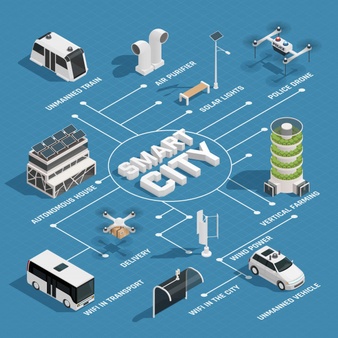 UNMANNED TRAIN
AIR PURIFIER
SOLAR LIGHTS
POLICE DRONE
SMART
CITY
AUTONOMOUS HOUSE
VERTICAL FARMING
DELIVERY
WIND POWER
WIFI IN TRANSPORT
WIFI IN THE CITY
UNMANNED VEHICLE